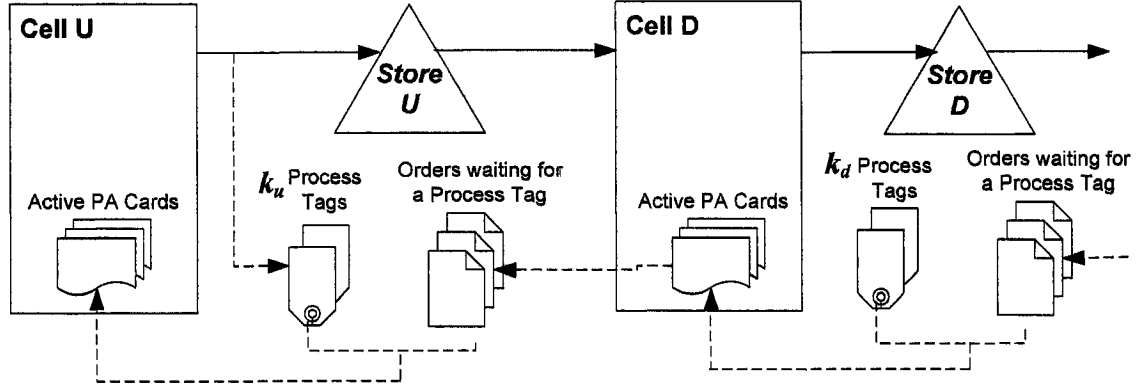 Cell U
Store
U
Cell D
Store
D
Active PA Cards
k_u Process
Tags
Orders waiting for
a Process Tag
Active PA Cards
k_d Process
Tags
Orders waiting for
a Process Tag